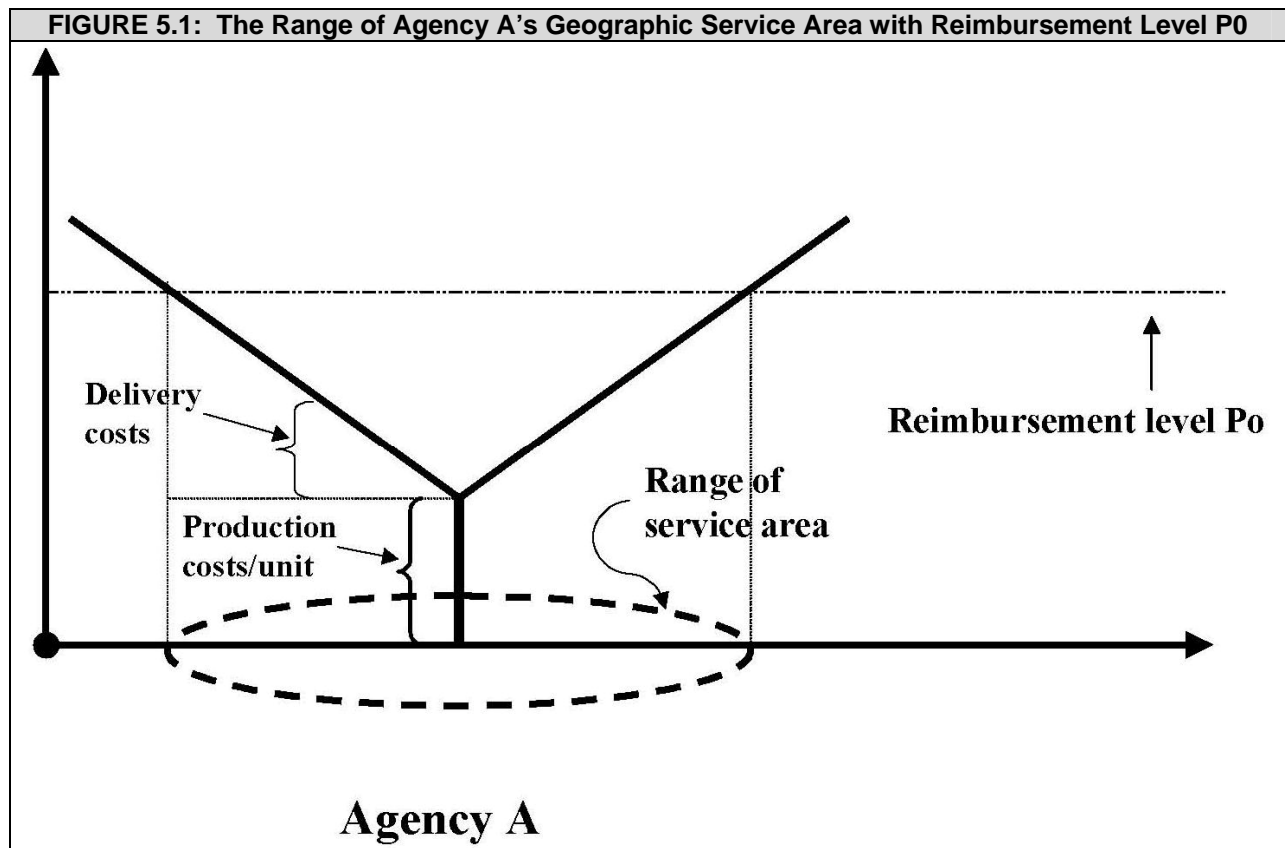 FIGURE 5.1: The Range of Agency A's Geographic Service Area with Reimbursement Level P0
Delivery
costs
Reimbursement level Po
Range of
service area
Production
costs/unit
Agency A